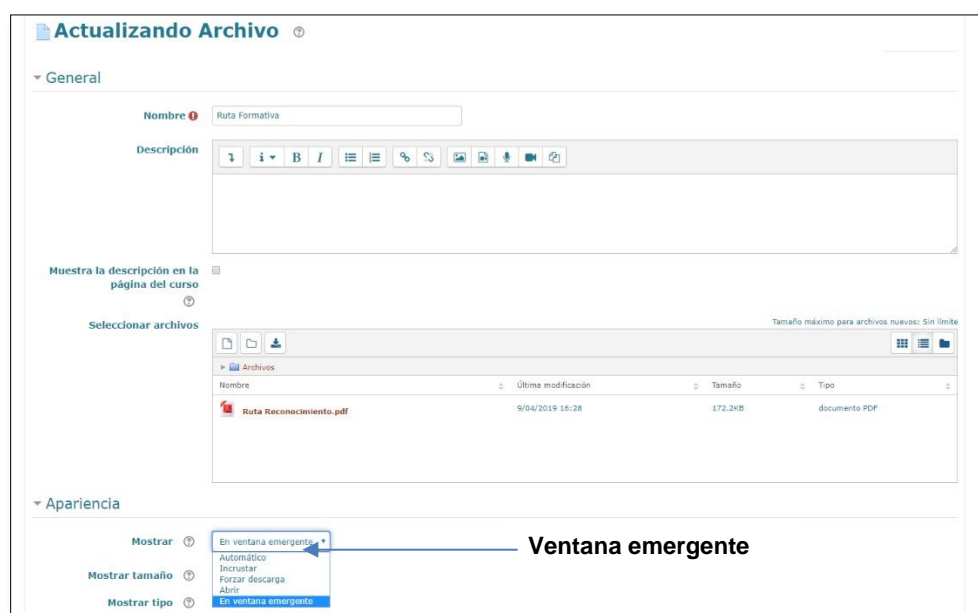 Actualizando Archivo
General
Nombre
Ruta Formativa
Descripción
i B I
Muestra la descripción en la
página del curso
Seleccionar archivos
Tamaño máximo para archivos nuevos: Sin límite
Archivos
Nombre Última modificación Tamaño Tipo
Ruta Reconocimiento.pdf 9/04/2019 16:28 172.2KB documento PDF
Apariencia
Mostrar En ventana emergente Ventana emergente
Automático
Incrustar
Mostrar tamaño Forzar descarga
Abrir
Mostrar tipo En ventana emergente